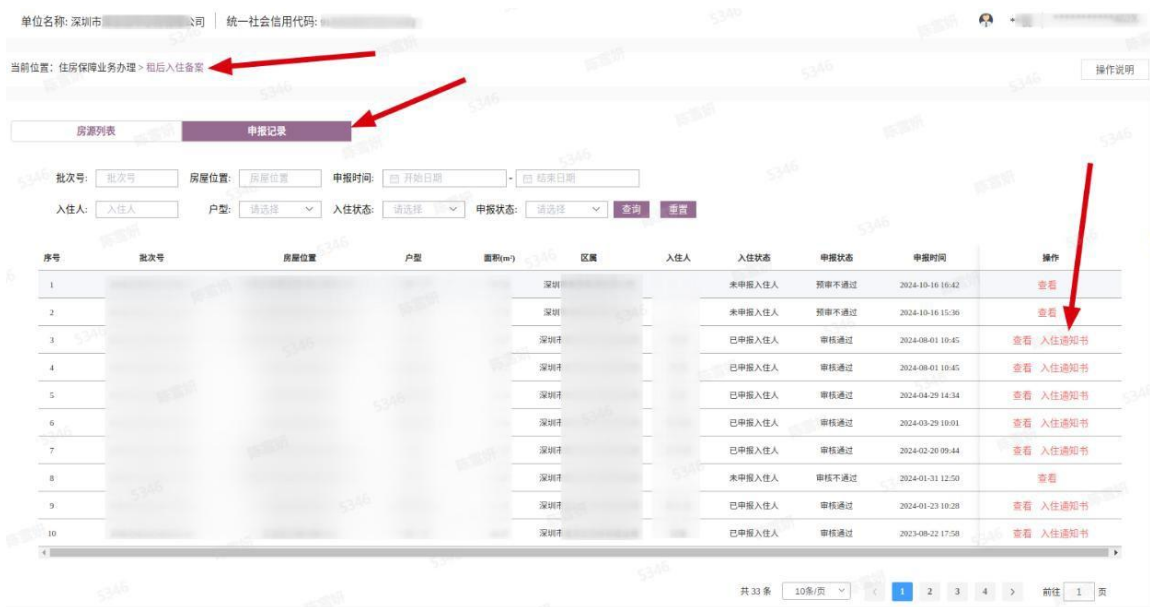 单位名称: 深圳市 公司 统一社会信用代码:
当前位置：住房保障业务办理 > 租后入住备案
操作说明
房源列表 申报记录
批次号: 批次号 房屋位置: 房屋位置 申报时间: 开始日期 - 结束日期
入住人: 入住人 户型: 请选择 入住状态: 请选择 申报状态: 请选择 查询 重置
序号 批次号 房屋位置 户型 面积(m²) 区属 入住人 入住状态 申报状态 申报时间 操作
1 深圳 未申报入住人 预审不通过 2024-10-16 16:42 查看
2 深圳 未申报入住人 预审不通过 2024-10-16 15:36 查看
3 深圳市 已申报入住人 审核通过 2024-08-01 10:45 查看 入住通知书
4 深圳市 已申报入住人 审核通过 2024-08-01 10:45 查看 入住通知书
5 深圳市 已申报入住人 审核通过 2024-04-29 14:34 查看 入住通知书
6 深圳市 已申报入住人 审核通过 2024-03-29 10:01 查看 入住通知书
7 深圳市 已申报入住人 审核通过 2024-02-20 09:44 查看 入住通知书
8 深圳市 未申报入住人 审核不通过 2024-01-31 12:50 查看
9 深圳市 已申报入住人 审核通过 2024-01-23 10:28 查看 入住通知书
10 深圳市 已申报入住人 审核通过 2023-08-22 17:58 查看 入住通知书
共 33 条 10条/页 1 2 3 4 前往 1 页